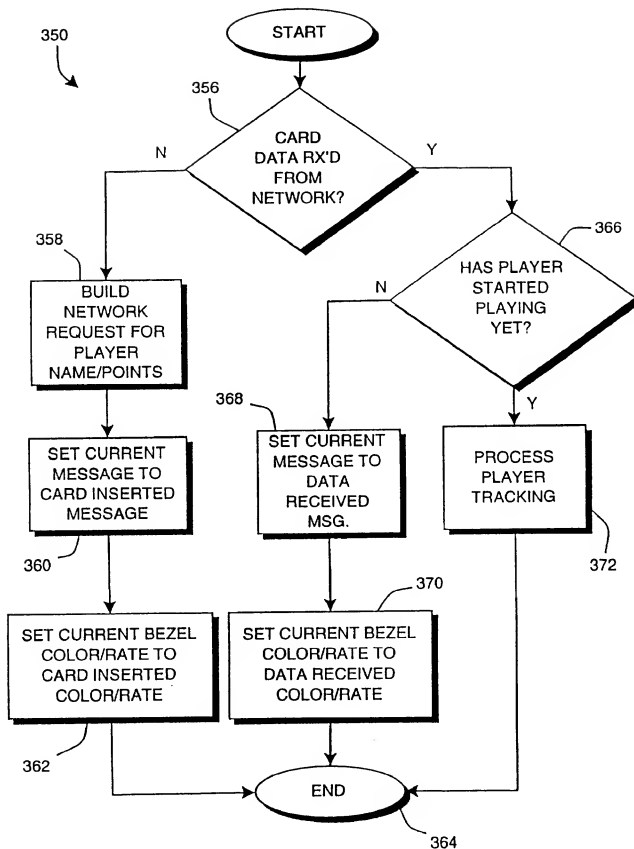 START
350
356
CARD
DATA RX'D
FROM
NETWORK?
N
Y
366
HAS PLAYER
STARTED
PLAYING
YET?
N
Y
358
BUILD
NETWORK
REQUEST FOR
PLAYER
NAME/POINTS
368
SET CURRENT
MESSAGE TO
CARD INSERTED
MESSAGE
360
SET CURRENT
MESSAGE TO
DATA
RECEIVED
MSG.
PROCESS
PLAYER
TRACKING
372
370
SET CURRENT BEZEL
COLOR/RATE TO
CARD INSERTED
COLOR/RATE
362
SET CURRENT BEZEL
COLOR/RATE TO
DATA RECEIVED
COLOR/RATE
END
364